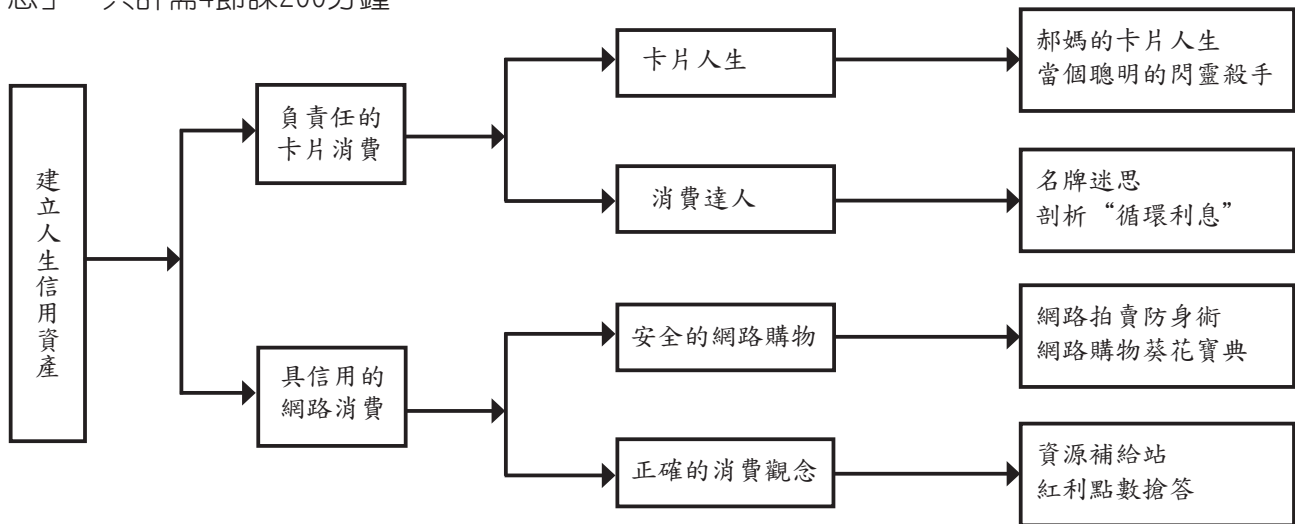 建立人生信用資產
負責任的
卡片消費
具信用的
網路消費
卡片人生
消費達人
安全的網路購物
正確的消費觀念
郝媽的卡片人生
當個聰明的閃靈殺手
名牌迷思
剖析“循環利息”
網路拍賣防身術
網路購物葵花寶典
資源補給站
紅利點數搶答